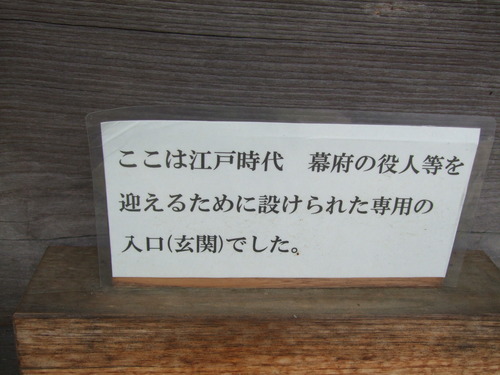 ここは江戸時代　幕府の役人等を
迎えるために設けられた専用の
入口(玄関)でした。